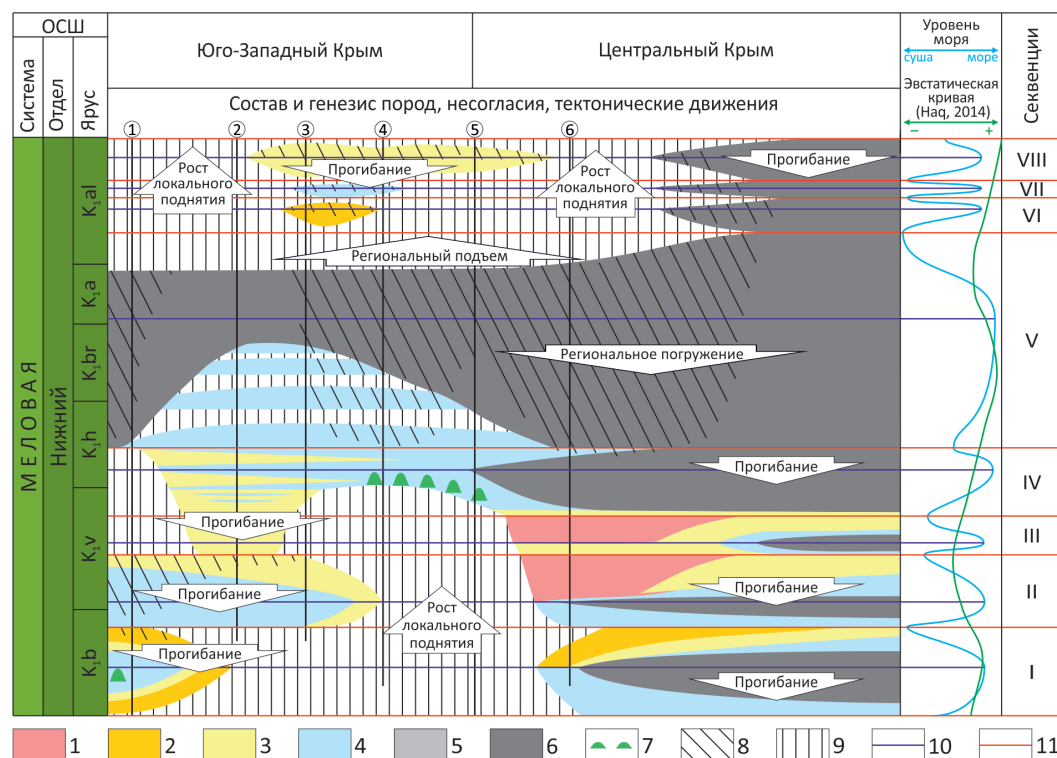 ОСШ
Система
Отдел
Ярус
Юго-Западный Крым
Центральный Крым
Состав и генезис пород, несогласия, тектонические движения
Уровень
моря
суша
море
Эвстатическая
кривая
(Haq, 2014)
–
+
Секвенции
1
2
3
4
5
6
МЕЛОВАЯ
Нижний
K₁al
K₁a
K₁br
K₁h
K₁v
K₁b
Рост
локального
поднятия
Прогибание
Рост
локального
поднятия
Прогибание
Региональный подъем
Региональное погружение
Прогибание
Прогибание
Прогибание
Прогибание
Рост
локального
поднятия
Прогибание
Прогибание
VIII
VII
VI
V
IV
III
II
I
1
2
3
4
5
6
7
8
9
10
11